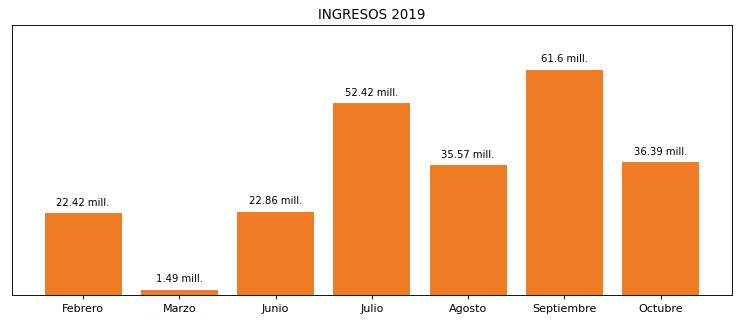 INGRESOS 2019
22.42 mill.
1.49 mill.
22.86 mill.
52.42 mill.
35.57 mill.
61.6 mill.
36.39 mill.
Febrero
Marzo
Junio
Julio
Agosto
Septiembre
Octubre